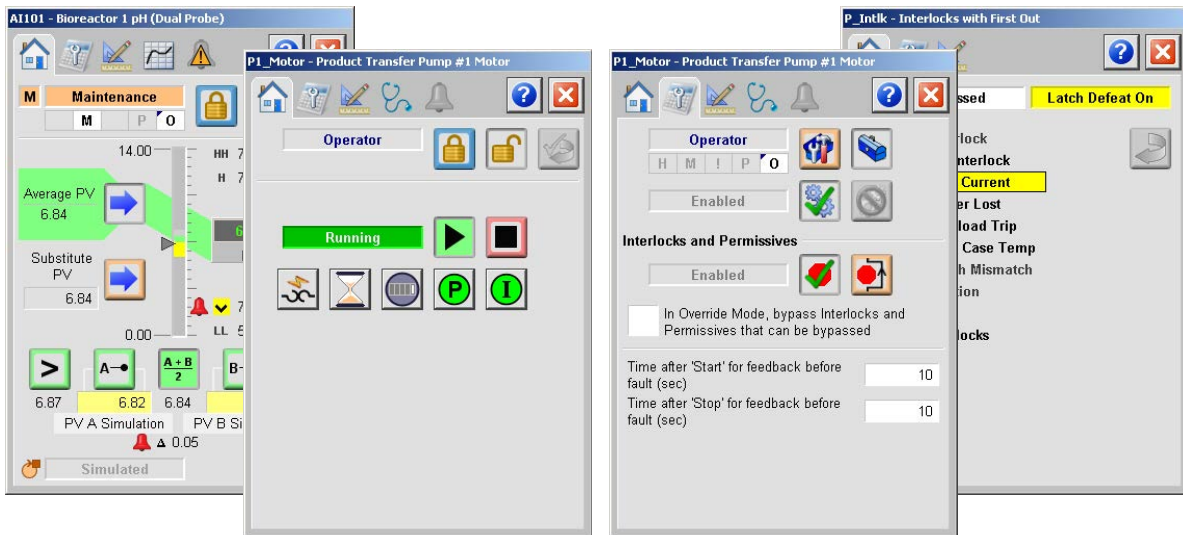 AI101 - Bioreactor 1 pH (Dual Probe)
M Maintenance
M P O
14.00
HH 7
H 7
Average PV
6.84
Substitute
PV
6.84
7
0.00
LL 5
> A A+B
2 B
6.87 6.82 6.84
PV A Simulation PV B Si
Δ 0.05
Simulated
P1_Motor - Product Transfer Pump #1 Motor
Operator
Running
P I
P1_Motor - Product Transfer Pump #1 Motor
Operator
H M ! P O
Enabled
Interlocks and Permissives
Enabled
In Override Mode, bypass Interlocks and
Permissives that can be bypassed
Time after 'Start' for feedback before
fault (sec) 10
Time after 'Stop' for feedback before
fault (sec) 10
P_Intlk - Interlocks with First Out
ssed Latch Defeat On
rlock
nterlock
Current
er Lost
load Trip
Case Temp
h Mismatch
tion
locks